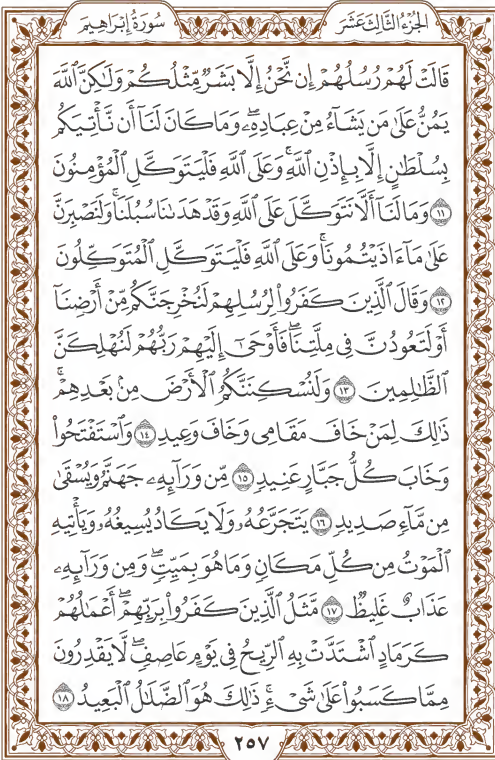 الجزء الثالث عشر
سورة إبراهيم
قَالَتْ لَهُمْ رُسُلُهُمْ إِن نَّحْنُ إِلَّا بَشَرٌ مِّثْلُكُمْ وَلَٰكِنَّ ٱللَّهَ
يَمُنُّ عَلَىٰ مَن يَشَآءُ مِنْ عِبَادِهِۦۖ وَمَا كَانَ لَنَآ أَن نَّأْتِيَكُم
بِسُلْطَٰنٍ إِلَّا بِإِذْنِ ٱللَّهِۚ وَعَلَى ٱللَّهِ فَلْيَتَوَكَّلِ ٱلْمُؤْمِنُونَ
١١ وَمَا لَنَآ أَلَّا نَتَوَكَّلَ عَلَى ٱللَّهِ وَقَدْ هَدَىٰنَا سُبُلَنَاۚ وَلَنَصْبِرَنَّ
عَلَىٰ مَآ ءَاذَيْتُمُونَاۚ وَعَلَى ٱللَّهِ فَلْيَتَوَكَّلِ ٱلْمُتَوَكِّلُونَ
١٢ وَقَالَ ٱلَّذِينَ كَفَرُوا۟ لِرُسُلِهِمْ لَنُخْرِجَنَّكُم مِّنْ أَرْضِنَآ
أَوْ لَتَعُودُنَّ فِى مِلَّتِنَاۖ فَأَوْحَىٰٓ إِلَيْهِمْ رَبُّهُمْ لَنُهْلِكَنَّ
ٱلظَّٰلِمِينَ ١٣ وَلَنُسْكِنَنَّكُمُ ٱلْأَرْضَ مِنۢ بَعْدِهِمْۚ
ذَٰلِكَ لِمَنْ خَافَ مَقَامِى وَخَافَ وَعِيدِ ١٤ وَٱسْتَفْتَحُوا۟
وَخَابَ كُلُّ جَبَّارٍ عَنِيدٍ ١٥ مِّن وَرَآئِهِۦ جَهَنَّمُ وَيُسْقَىٰ
مِن مَّآءٍ صَدِيدٍ ١٦ يَتَجَرَّعُهُۥ وَلَا يَكَادُ يُسِيغُهُۥ وَيَأْتِيهِ
ٱلْمَوْتُ مِن كُلِّ مَكَانٍ وَمَا هُوَ بِمَيِّتٍۖ وَمِن وَرَآئِهِۦ
عَذَابٌ غَلِيظٌ ١٧ مَّثَلُ ٱلَّذِينَ كَفَرُوا۟ بِرَبِّهِمْۖ أَعْمَٰلُهُمْ
كَرَمَادٍ ٱشْتَدَّتْ بِهِ ٱلرِّيحُ فِى يَوْمٍ عَاصِفٍۖ لَّا يَقْدِرُونَ
مِمَّا كَسَبُوا۟ عَلَىٰ شَىْءٍۚ ذَٰلِكَ هُوَ ٱلضَّلَٰلُ ٱلْبَعِيدُ ١٨
٢٥٧